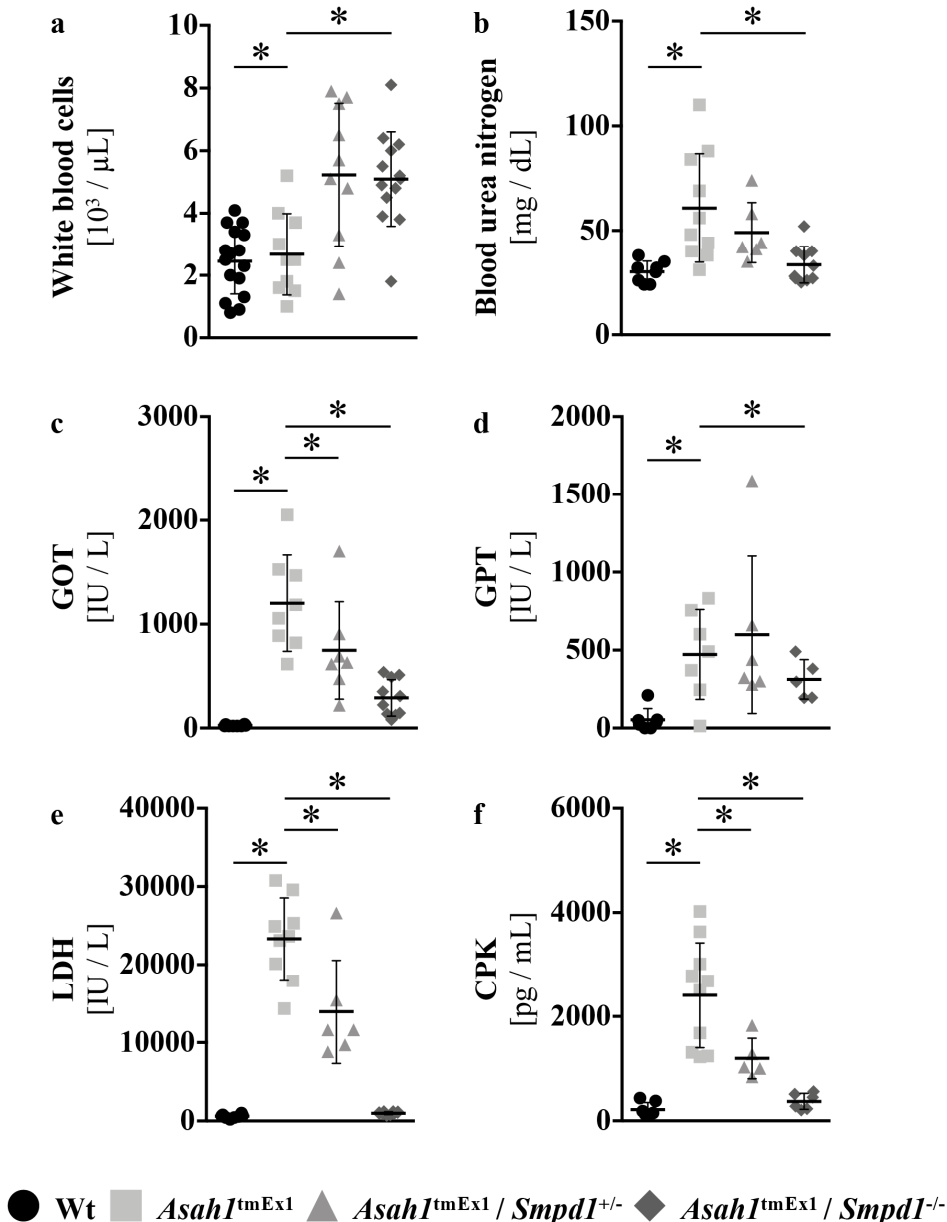 a
White blood cells
[10³ / µL]
10
8
6
4
2
0
*
*
b
Blood urea nitrogen
[mg / dL]
150
100
50
0
*
*
c
GOT
[IU / L]
3000
2000
1000
0
*
*
*
d
GPT
[IU / L]
2000
1500
1000
500
0
*
*
e
LDH
[IU / L]
40000
30000
20000
10000
0
*
*
*
f
CPK
[pg / mL]
6000
4000
2000
0
*
*
*
Wt Asah1ᵗᵐᴱˣ¹ Asah1ᵗᵐᴱˣ¹ / Smpd1⁺/⁻ Asah1ᵗᵐᴱˣ¹ / Smpd1⁻/⁻